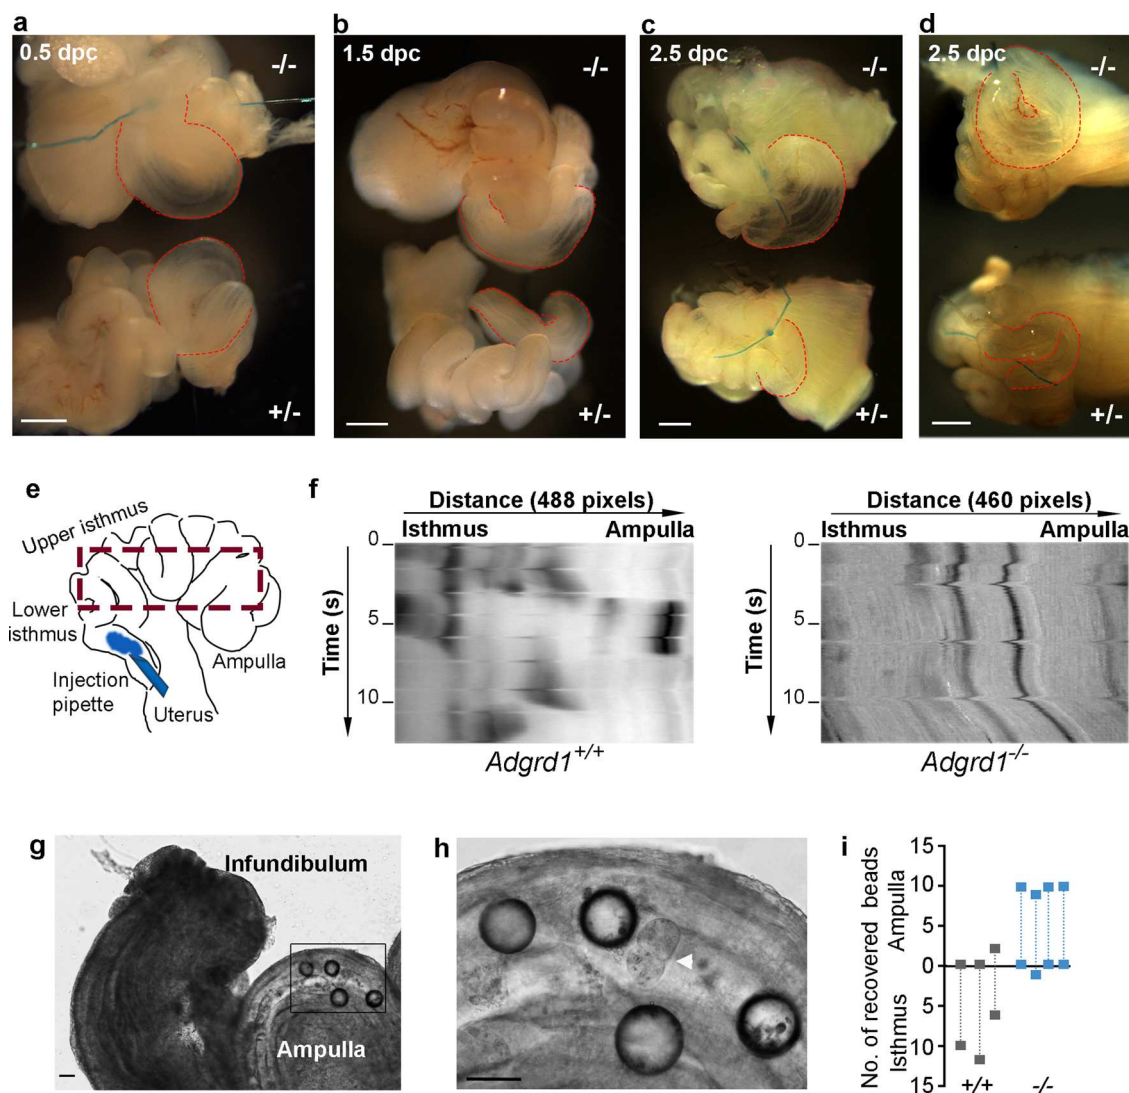 a
0.5 dpc
-/-
+/-
b
1.5 dpc
-/-
+/-
c
2.5 dpc
-/-
+/-
d
2.5 dpc
-/-
+/-
e
Upper isthmus
Lower
isthmus
Injection
pipette
Ampulla
Uterus
f
Distance (488 pixels)
Isthmus Ampulla
Time (s)
0
5
10
Adgrd1+/+
Distance (460 pixels)
Isthmus Ampulla
Time (s)
0
5
10
Adgrd1-/-
g
Infundibulum
Ampulla
h
i
No. of recovered beads
Isthmus Ampulla
15
10
5
0
5
10
15
+/+ -/-